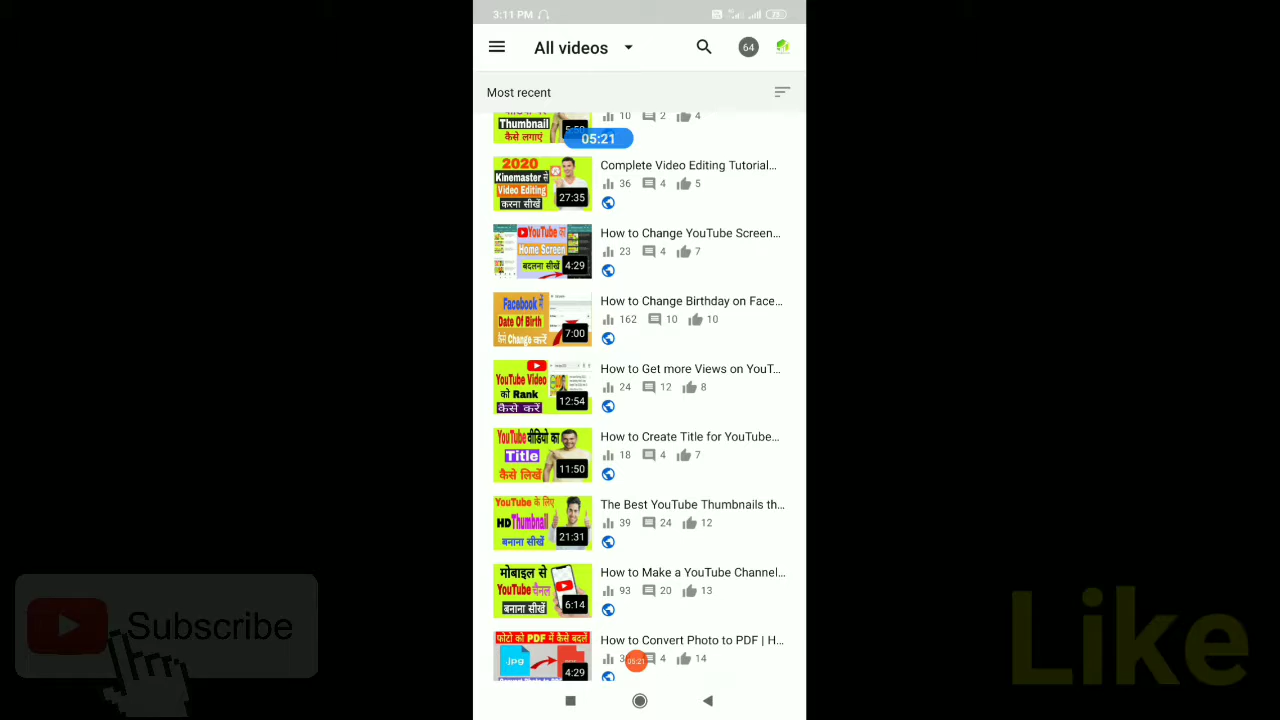 3:11 PM
29
All videos
64
Most recent
Thumbnail
कैसे लगाएं
10 2 4
05:21
2020
Kinemaster से
Video Editing
करना सीखें
27:35
Complete Video Editing Tutorial...
36 4 5
YouTube का
Home Screen
बदलना सीखें
4:29
How to Change YouTube Screen...
23 4 7
Facebook में
Date Of Birth
कैसे Change करें
7:00
How to Change Birthday on Face...
162 10 10
YouTube Video
को Rank
कैसे करें
12:54
How to Get more Views on YouT...
24 12 8
YouTube वीडियो का
Title
कैसे लिखें
11:50
How to Create Title for YouTube...
18 4 7
YouTube के लिए
HD Thumbnail
बनाना सीखें
21:31
The Best YouTube Thumbnails th...
39 24 12
मोबाइल से
YouTube चैनल
बनाना सीखें
6:14
How to Make a YouTube Channel...
93 20 13
फोटो को PDF में कैसे बदलें
.jpg
4:29
How to Convert Photo to PDF | H...
05:21
4 14
Subscribe
Like